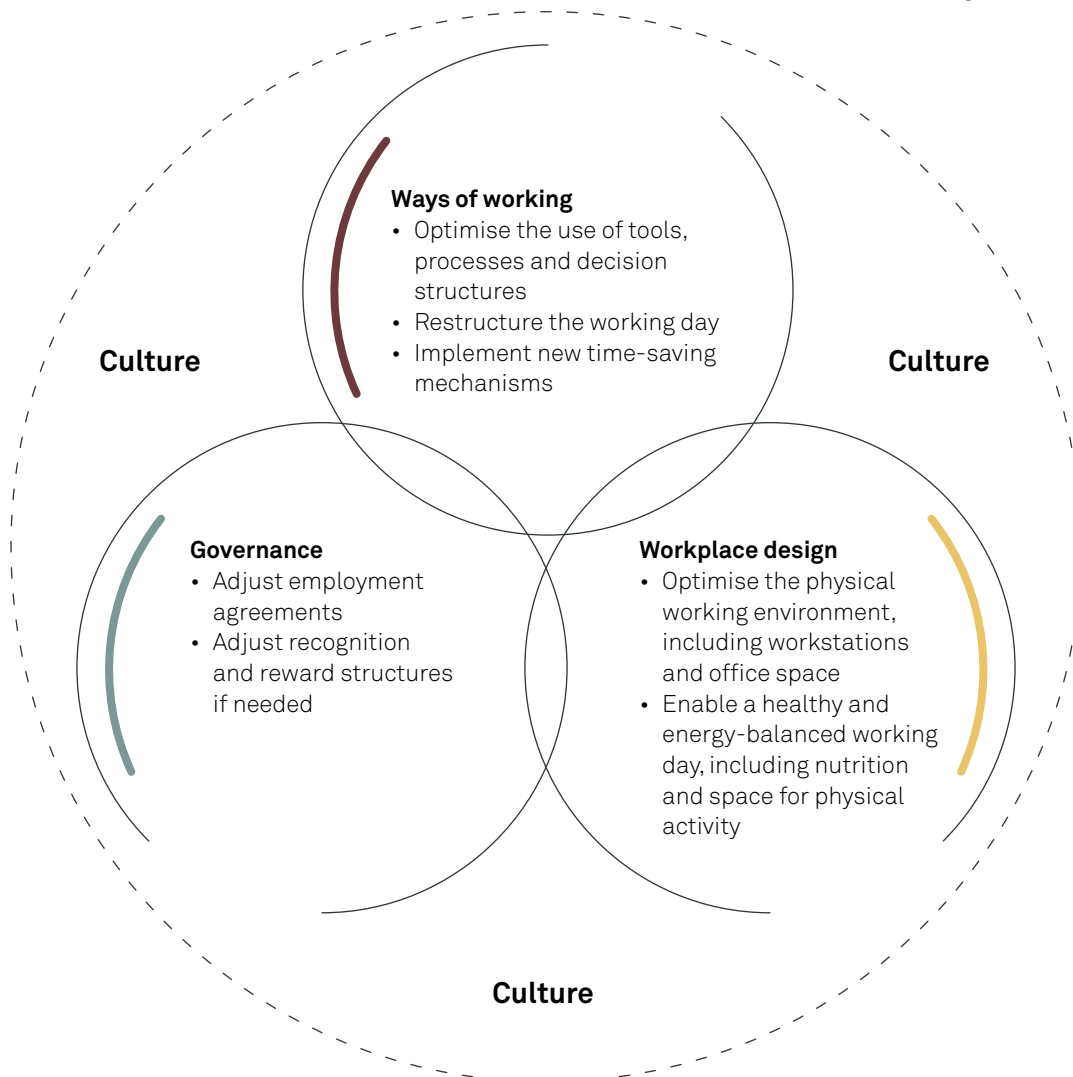 Ways of working
• Optimise the use of tools,
processes and decision
structures
• Restructure the working day
• Implement new time-saving
mechanisms
Culture
Culture
Governance
• Adjust employment
agreements
• Adjust recognition
and reward structures
if needed
Workplace design
• Optimise the physical
working environment,
including workstations
and office space
• Enable a healthy and
energy-balanced working
day, including nutrition
and space for physical
activity
Culture